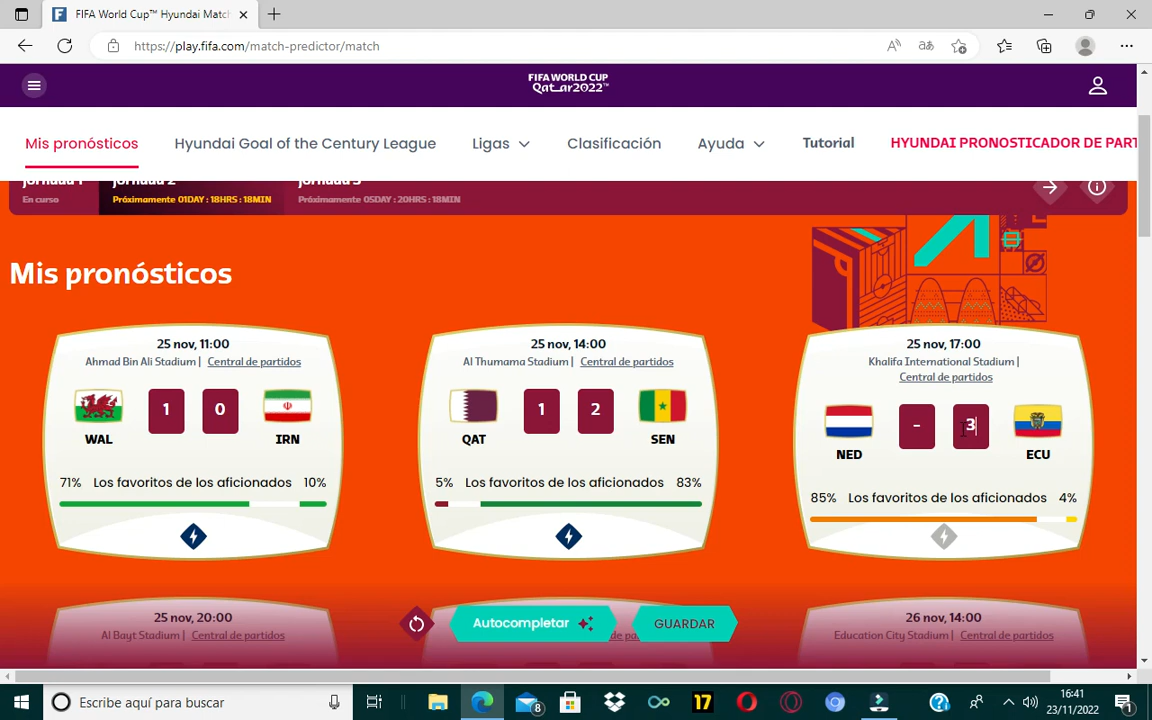 FIFA World Cup™ Hyundai Match
https://play.fifa.com/match-predictor/match
FIFA WORLD CUP
Qatar2022™
Mis pronósticos
Hyundai Goal of the Century League
Ligas
Clasificación
Ayuda
Tutorial
HYUNDAI PRONOSTICADOR DE PART
Jornada 1
Jornada 2
Jornada 3
En curso
Próximamente 01DAY : 18HRS : 18MIN
Próximamente 05DAY : 20HRS : 18MIN
Mis pronósticos
25 nov, 11:00
Ahmad Bin Ali Stadium | Central de partidos
1 0
WAL IRN
71% Los favoritos de los aficionados 10%
25 nov, 14:00
Al Thumama Stadium | Central de partidos
1 2
QAT SEN
5% Los favoritos de los aficionados 83%
25 nov, 17:00
Khalifa International Stadium |
Central de partidos
- 3
NED ECU
85% Los favoritos de los aficionados 4%
25 nov, 20:00
Al Bayt Stadium | Central de partidos
de pa
26 nov, 14:00
Education City Stadium | Central de partidos
Autocompletar
GUARDAR
Escribe aquí para buscar
8
17
16:41
23/11/2022
1